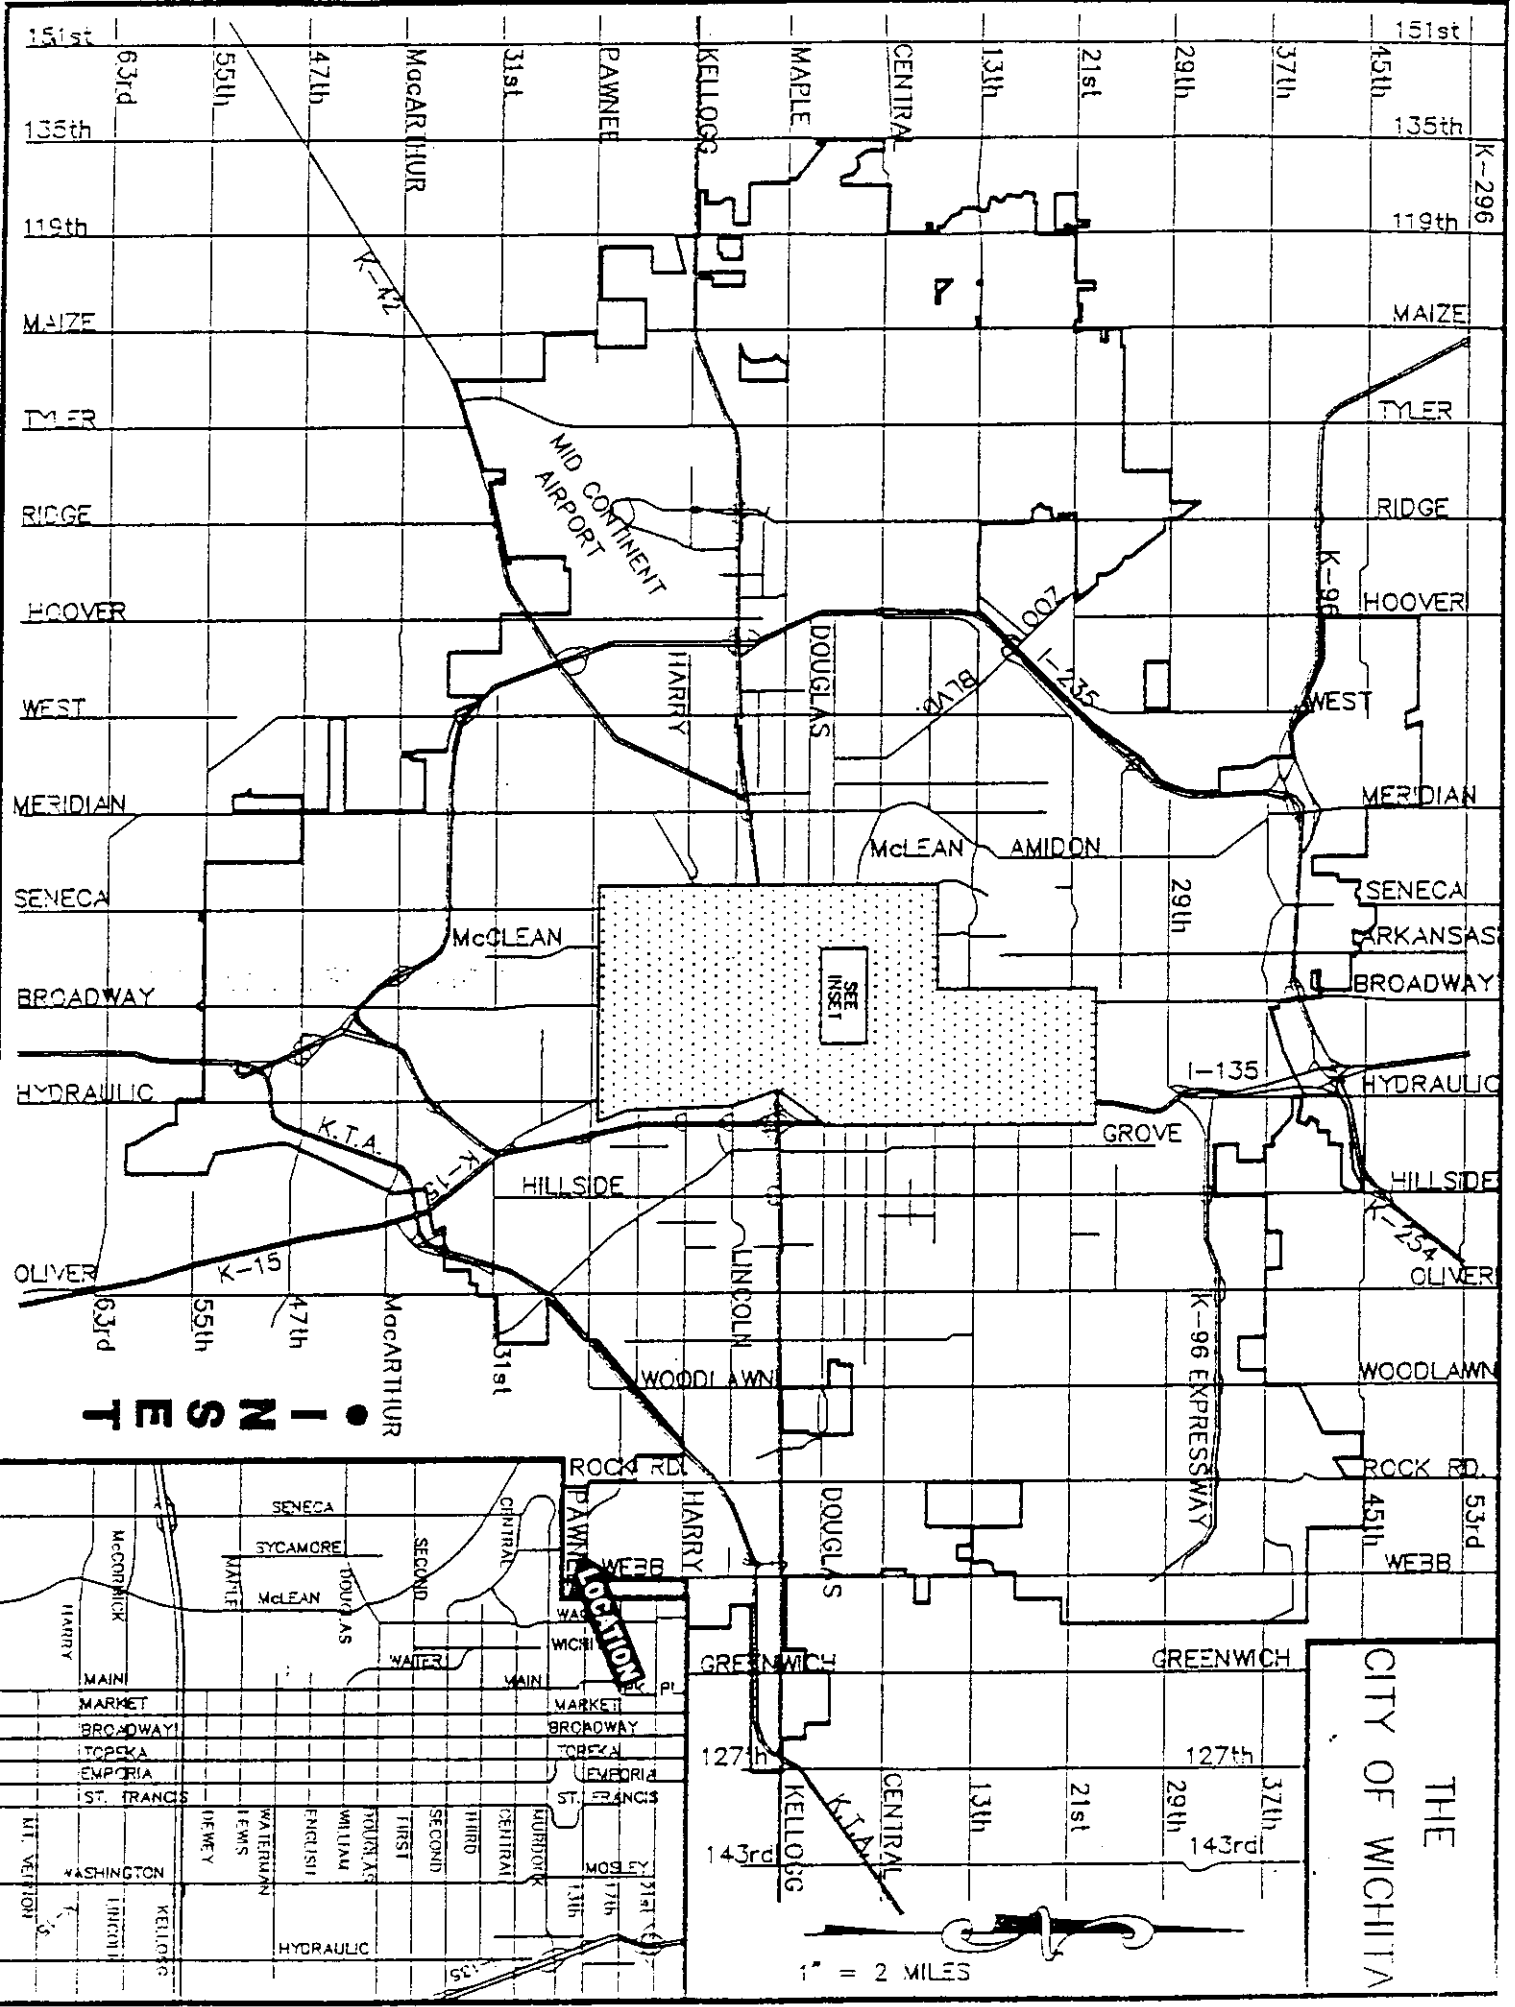 151st
151st
63rd
55th
47th
MacARTHUR
31st
PAWNEE
KELLOGG
MAPLE
CENTRAL
13th
21st
29th
37th
45th
135th
135th
K-296
119th
119th
K-42
MAIZE
MAIZE
TYLER
TYLER
MID CONTINENT
AIRPORT
RIDGE
RIDGE
K-96
HOOVER
HOOVER
ZOO
BLVD.
I-235
HARRY
DOUGLAS
WEST
WEST
MERIDIAN
MERIDIAN
McLEAN
AMIDON
SENECA
29th
SENECA
McCLEAN
ARKANSAS
BROADWAY
SEE
INSET
BROADWAY
I-135
HYDRAULIC
HYDRAULIC
K.T.A.
K-15
GROVE
HILLSIDE
HILLSIDE
K-254
K-15
OLIVER
OLIVER
LINCOLN
K-96 EXPRESSWAY
63rd
55th
47th
MacARTHUR
31st
WOODLAWN
WOODLAWN
• INSET
ROCK RD.
ROCK RD.
HARRY
DOUGLAS
45th
53rd
WEBB
WEBB
LOCATION
GREENWICH
GREENWICH
127th
127th
KELLOGG
K.T.A.
CENTRAL
13th
21st
29th
37th
143rd
143rd
THE
CITY OF WICHITA
1" = 2 MILES
SENECA
SYCAMORE
McCORMICK
MAPLE
DOUGLAS
SECOND
CENTRAL
McLEAN
HARRY
WATER
MAIN
MAIN
MARKET
MARKET
BROADWAY
BROADWAY
TOPEKA
TOPEKA
EMPORIA
EMPORIA
ST. FRANCIS
ST. FRANCIS
MT. VERNON
DEWEY
LEWIS
WATERMAN
ENGLISH
WILLIAM
DOUGLAS
FIRST
SECOND
THIRD
CENTRAL
MURDOCK
WASHINGTON
MOSLEY
LINCOLN
KELLOGG
13th
17th
21st
HYDRAULIC
I-135